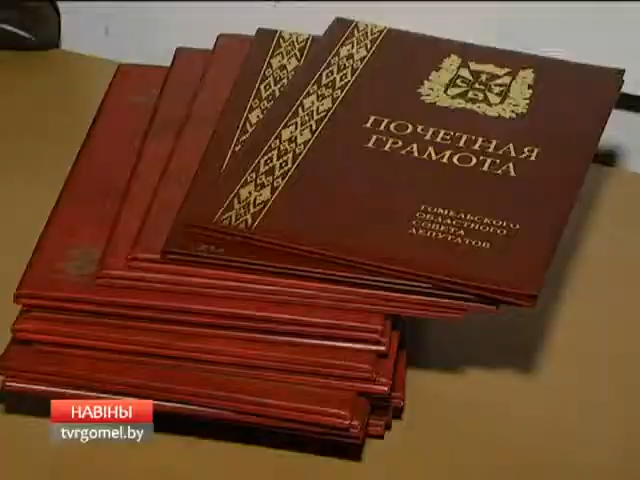 ПОЧЕТНАЯ
ГРАМОТА
ГОМЕЛЬСКОГО
ОБЛАСТНОГО
СОВЕТА
ДЕПУТАТОВ
НАВІНЫ
tvrgomel.by